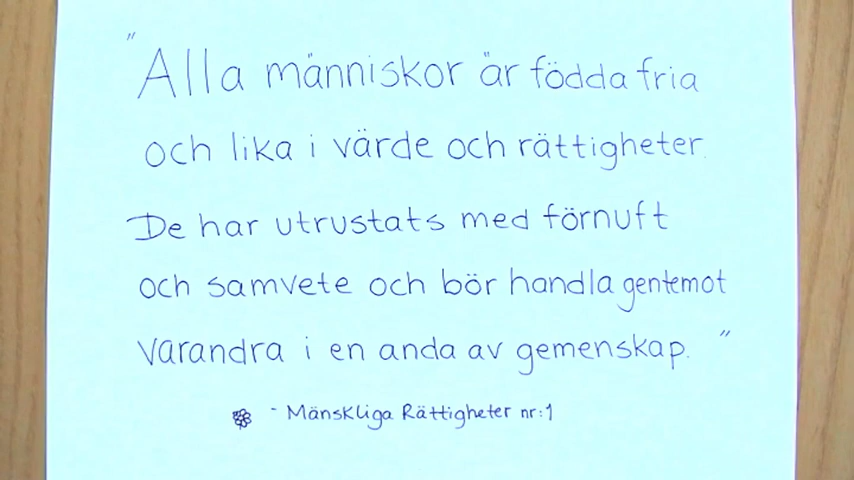 "Alla människor är födda fria
och lika i värde och rättigheter.
De har utrustats med förnuft
och samvete och bör handla gentemot
varandra i en anda av gemenskap."
- Mänskliga Rättigheter nr:1